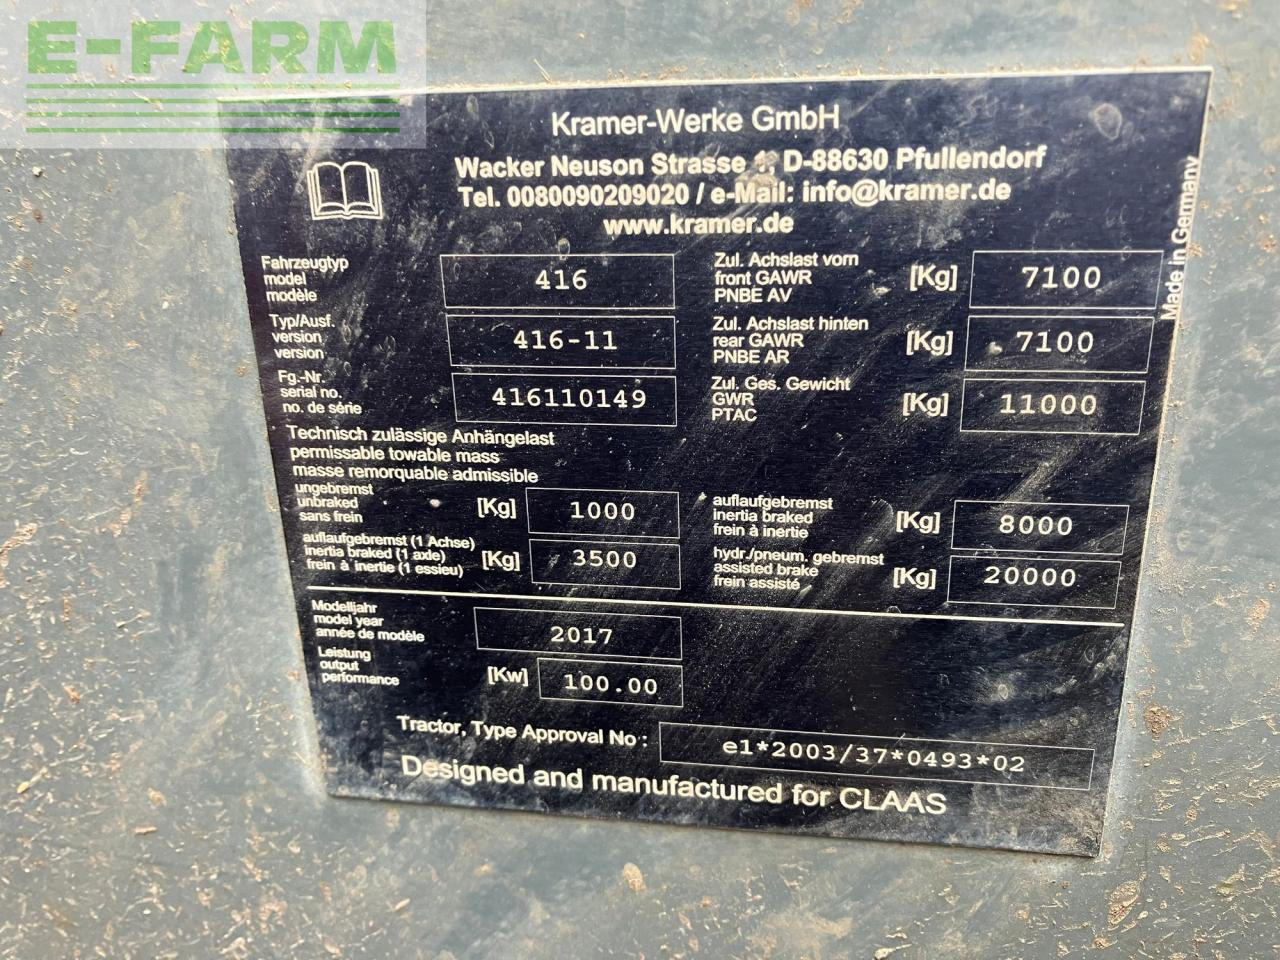 E-FARM
Kramer-Werke GmbH
Wacker Neuson Strasse 1, D-88630 Pfullendorf
Tel. 0080090209020 / e-Mail: info@kramer.de
www.kramer.de
Made in Germany
Fahrzeugtyp
model
modèle
416
Zul. Achslast vorn
front GAWR
PNBE AV
[Kg] 7100
Typ/Ausf.
version
version
416-11
Zul. Achslast hinten
rear GAWR
PNBE AR
[Kg] 7100
Fg.-Nr.
serial no.
no. de série
416110149
Zul. Ges. Gewicht
GWR
PTAC
[Kg] 11000
Technisch zulässige Anhängelast
permissable towable mass
masse remorquable admissible
ungebremst
unbraked
sans frein
[Kg] 1000
auflaufgebremst
inertia braked
frein à inertie
[Kg] 8000
auflaufgebremst (1 Achse)
inertia braked (1 axle)
frein à inertie (1 essieu)
[Kg] 3500
hydr./pneum. gebremst
assisted brake
frein assisté
[Kg] 20000
Modelljahr
model year
année de modèle
2017
Leistung
output
performance
[Kw] 100.00
Tractor, Type Approval No : e1*2003/37*0493*02
Designed and manufactured for CLAAS